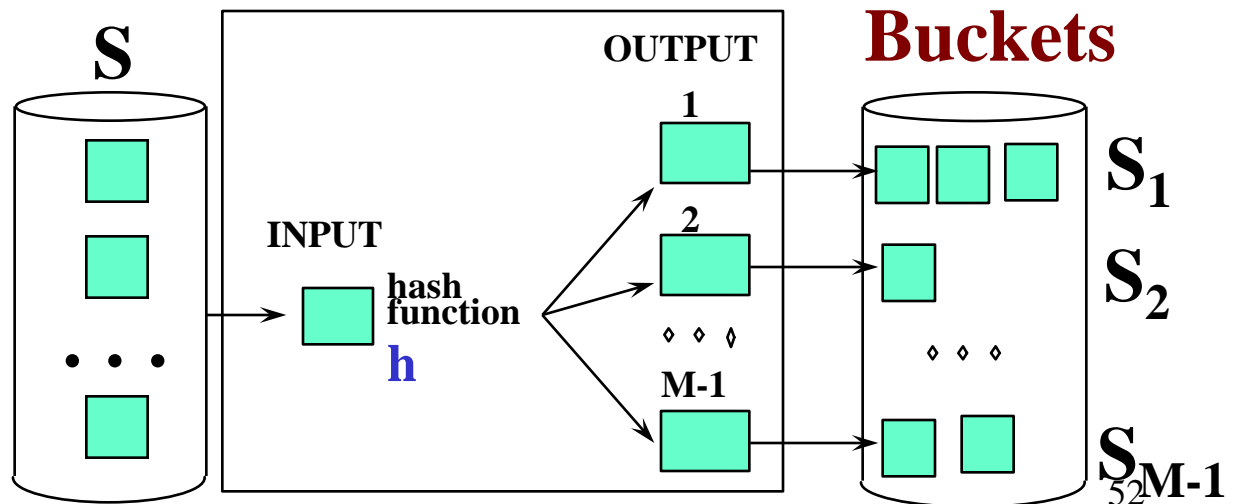 S
OUTPUT
Buckets
1
S1
INPUT
2
hash
function
h
S2
M-1
SM-1
52